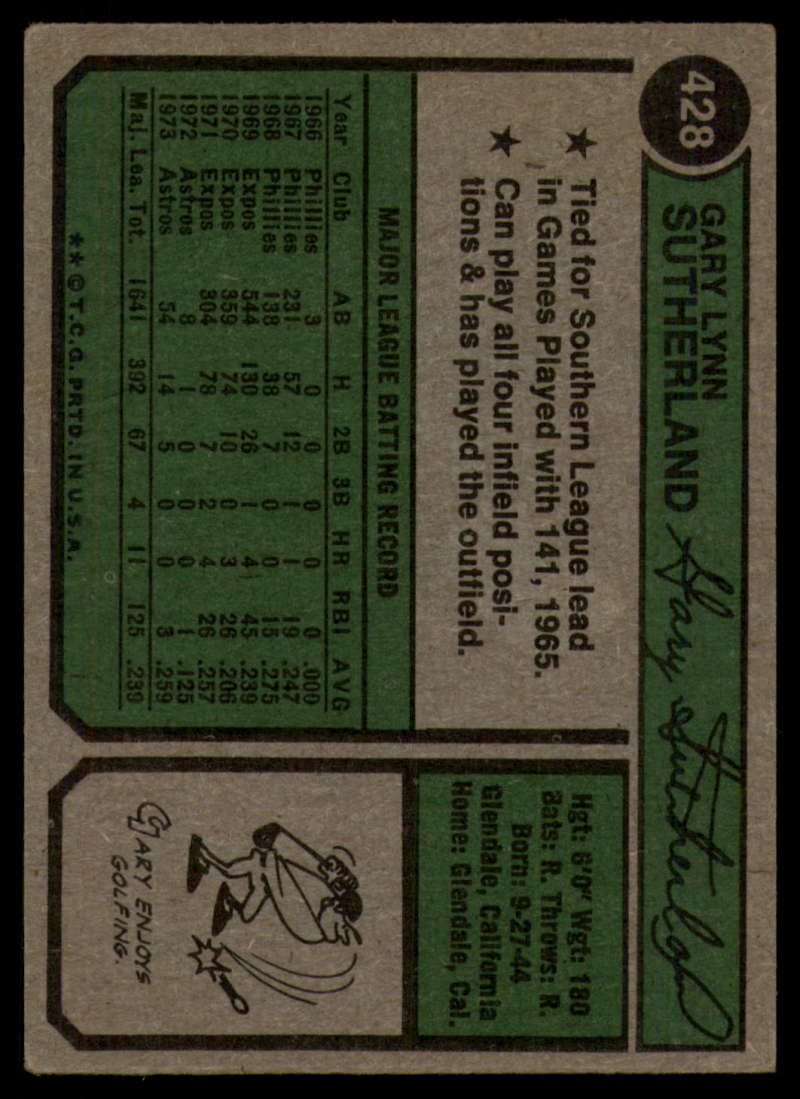 428
GARY LYNN
SUTHERLAND
Gary Sutherland
★ Tied for Southern League lead
in Games Played with 141, 1965.
★ Can play all four infield posi-
tions & has played the outfield.
Hgt: 6'0" Wgt: 180
Bats: R. Throws: R.
Born: 9-27-44
Glendale, California
Home: Glendale, Cal.
MAJOR LEAGUE BATTING RECORD
Year Club AB H 2B 3B HR RBI AVG
1966 Phillies 3 0 0 0 0 0 .000
1967 Phillies 231 57 12 1 1 19 .247
1968 Phillies 138 38 7 0 0 15 .275
1969 Expos 544 130 26 1 4 45 .239
1970 Expos 359 74 10 0 3 26 .206
1971 Expos 304 78 7 2 4 26 .257
1972 Astros 8 1 0 0 0 1 .125
1973 Astros 54 14 5 0 0 3 .259
Maj. Lea. Tot. 1641 392 67 4 11 125 .239
**©T.C.G. PRTD. IN U.S.A.
GARY ENJOYS
GOLFING.